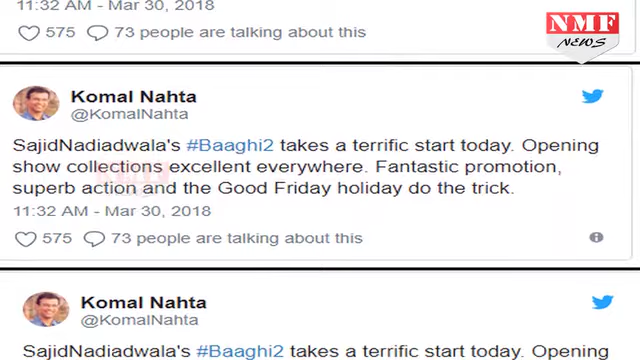 11:32 AM - Mar 30, 2018
575 73 people are talking about this
NMF
NEWS
Komal Nahta
@KomalNahta
SajidNadiadwala's #Baaghi2 takes a terrific start today. Opening
show collections excellent everywhere. Fantastic promotion,
superb action and the Good Friday holiday do the trick.
11:32 AM - Mar 30, 2018
575 73 people are talking about this
Komal Nahta
@KomalNahta
SajidNadiadwala's #Baaghi2 takes a terrific start today. Opening